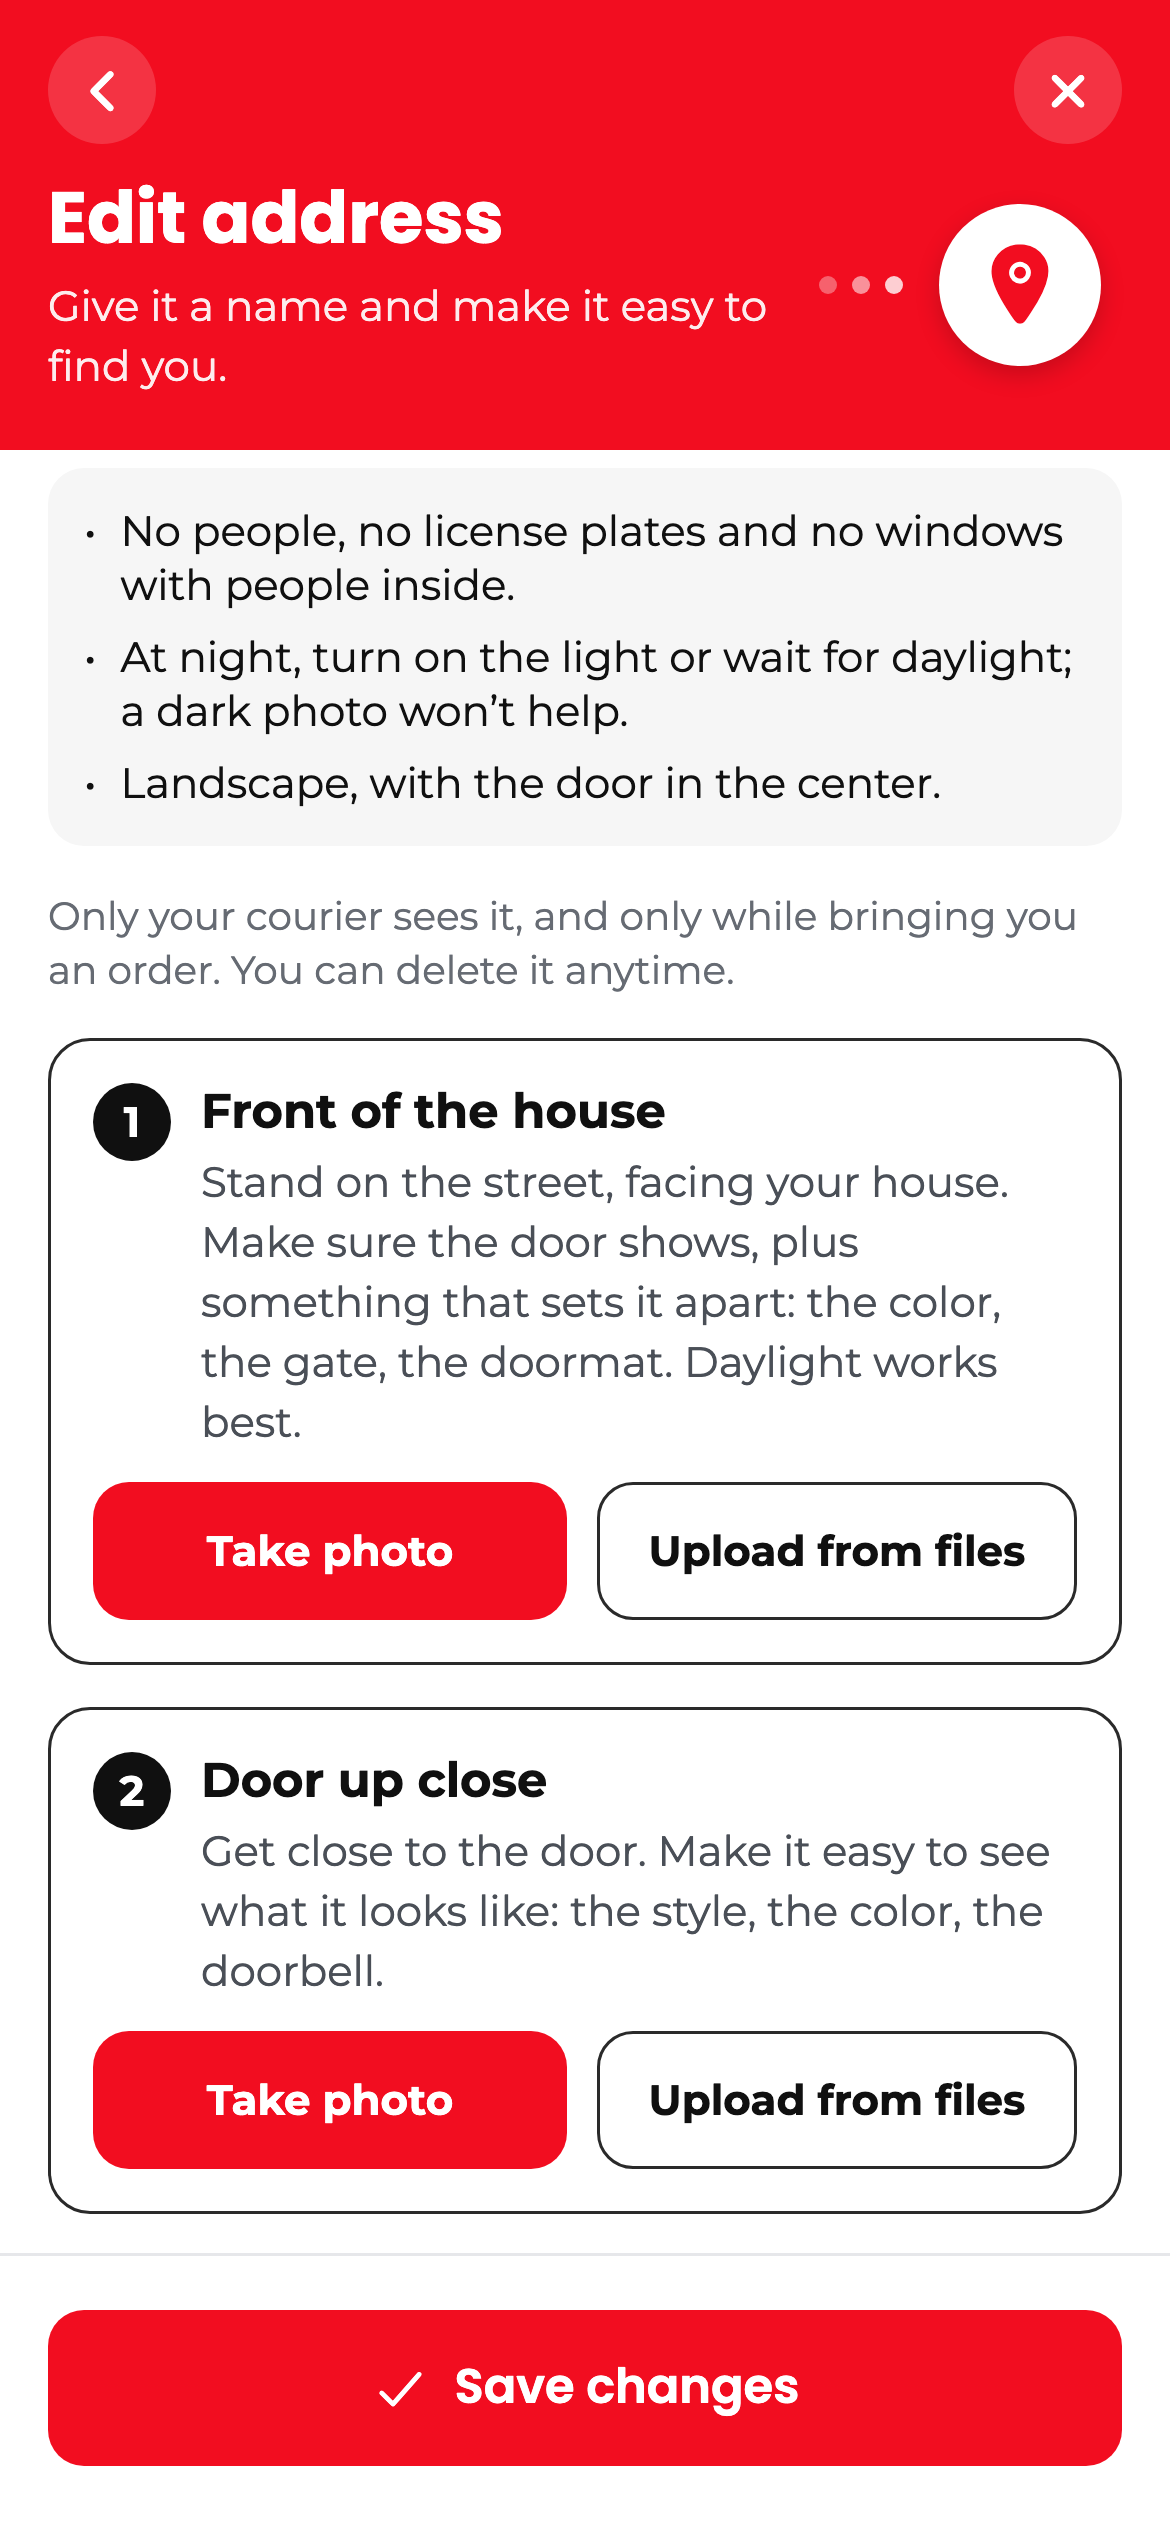 Edit address
Give it a name and make it easy to
find you.
• No people, no license plates and no windows
with people inside.
• At night, turn on the light or wait for daylight;
a dark photo won’t help.
• Landscape, with the door in the center.
Only your courier sees it, and only while bringing you
an order. You can delete it anytime.
1 Front of the house
Stand on the street, facing your house.
Make sure the door shows, plus
something that sets it apart: the color,
the gate, the doormat. Daylight works
best.
Take photo Upload from files
2 Door up close
Get close to the door. Make it easy to see
what it looks like: the style, the color, the
doorbell.
Take photo Upload from files
Save changes